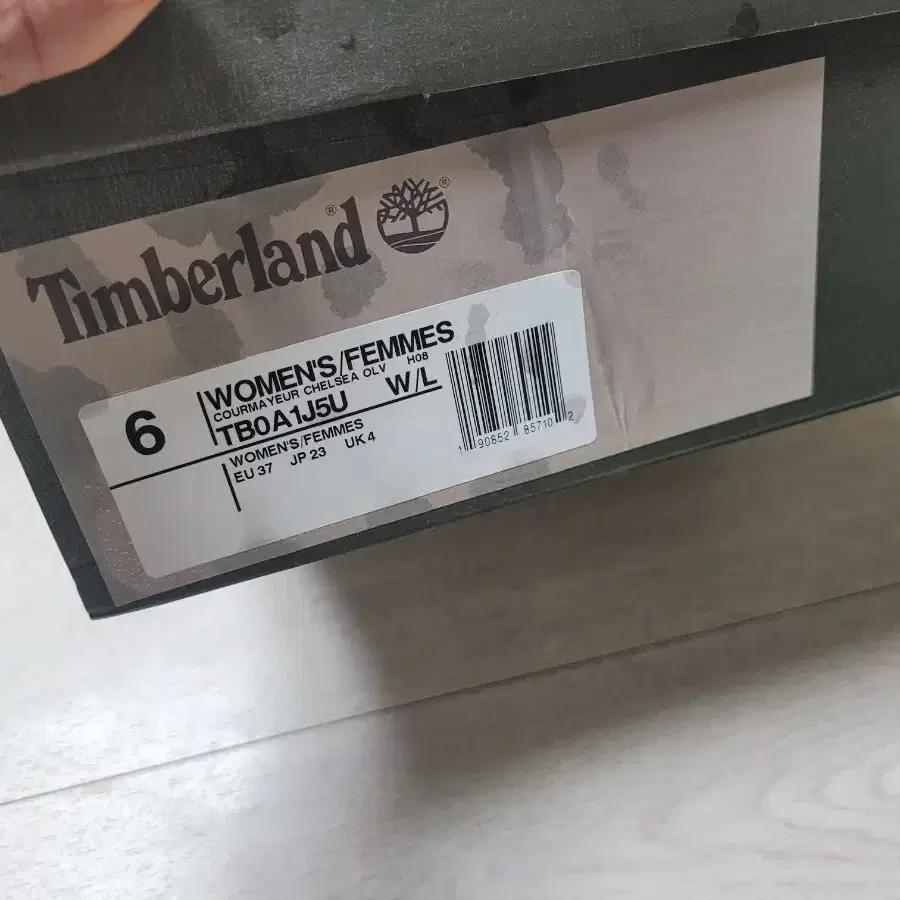 Timberland®
®
6
WOMEN'S/FEMMES
COURMAYEUR CHELSEA OLV H08
TB0A1J5U W/L
WOMEN'S/FEMMES
EU 37 JP 23 UK 4
1 90852 85710 2